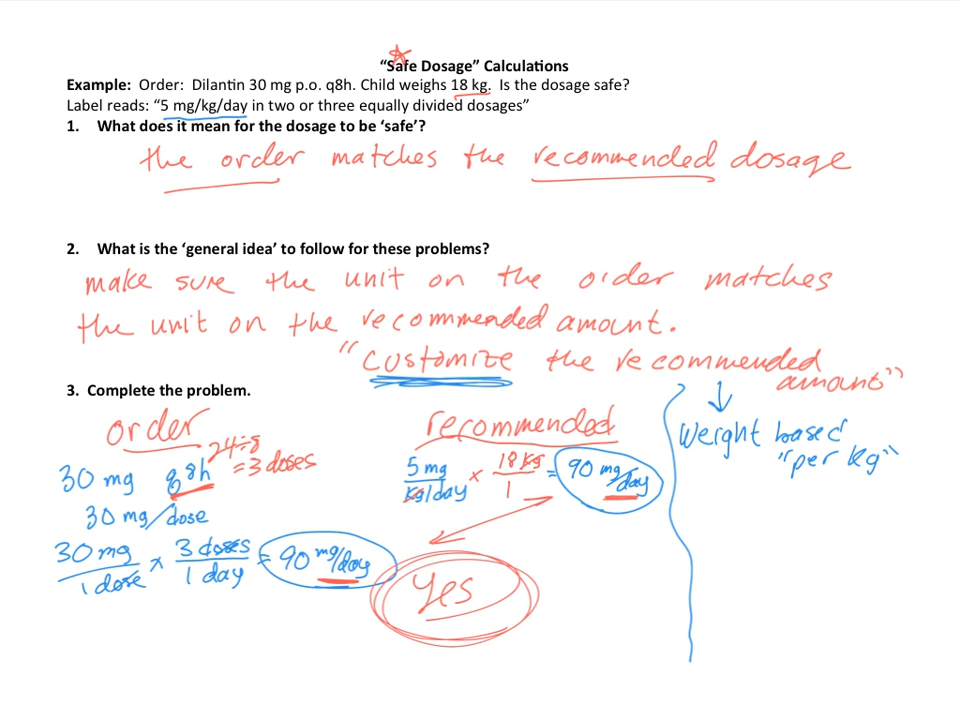 “Safe Dosage” Calculations
Example: Order: Dilantin 30 mg p.o. q8h. Child weighs 18 kg. Is the dosage safe?
Label reads: “5 mg/kg/day in two or three equally divided dosages”
1. What does it mean for the dosage to be ‘safe’?
the order matches the recommended dosage
2. What is the ‘general idea’ to follow for these problems?
make sure the unit on the order matches
the unit on the recommended amount.
"customize the recommended
amount"
3. Complete the problem.
order
recommended
weight based
"per kg"
24÷8
= 3 doses
30 mg q8h
30 mg/dose
30 mg/1 dose × 3 doses/1 day = 90 mg/day
5 mg/kg/day × 18 kg/1 = 90 mg/day
yes